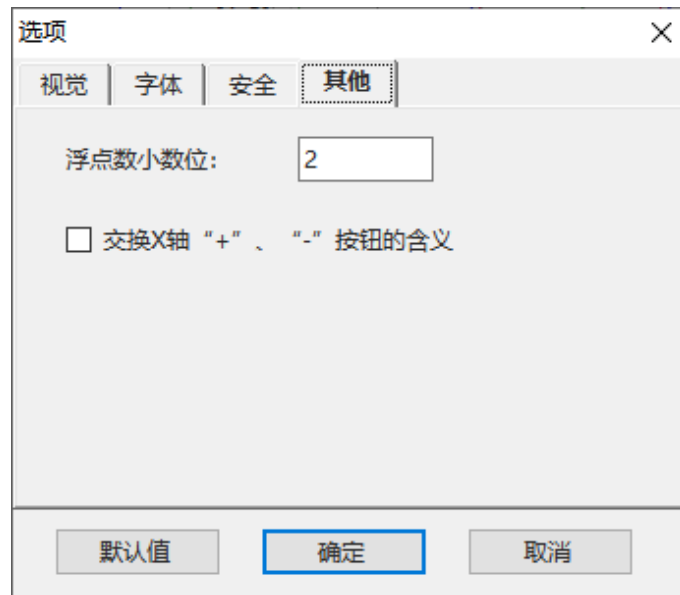 选项
视觉 字体 安全 其他
浮点数小数位: 2
交换X轴“+”、“-”按钮的含义
默认值 确定 取消